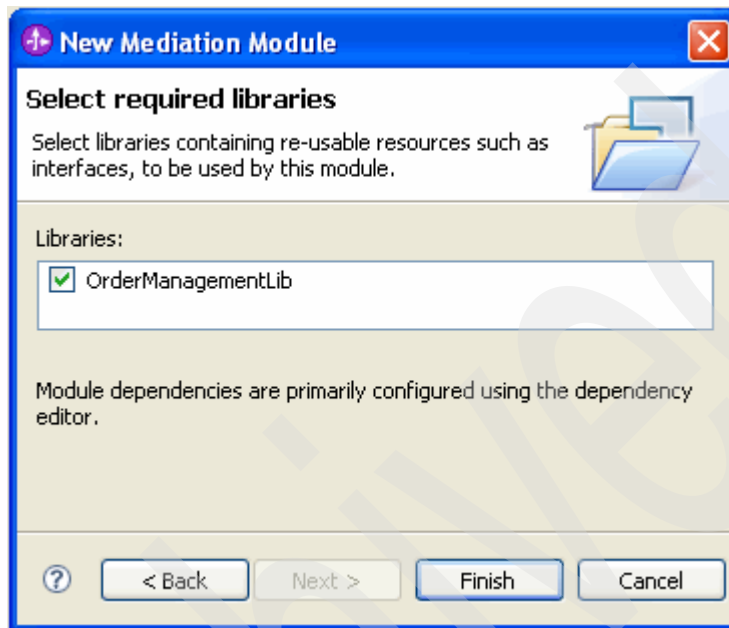 New Mediation Module
Select required libraries
Select libraries containing re-usable resources such as
interfaces, to be used by this module.
Libraries:
OrderManagementLib
Module dependencies are primarily configured using the dependency
editor.
?
< Back
Next >
Finish
Cancel